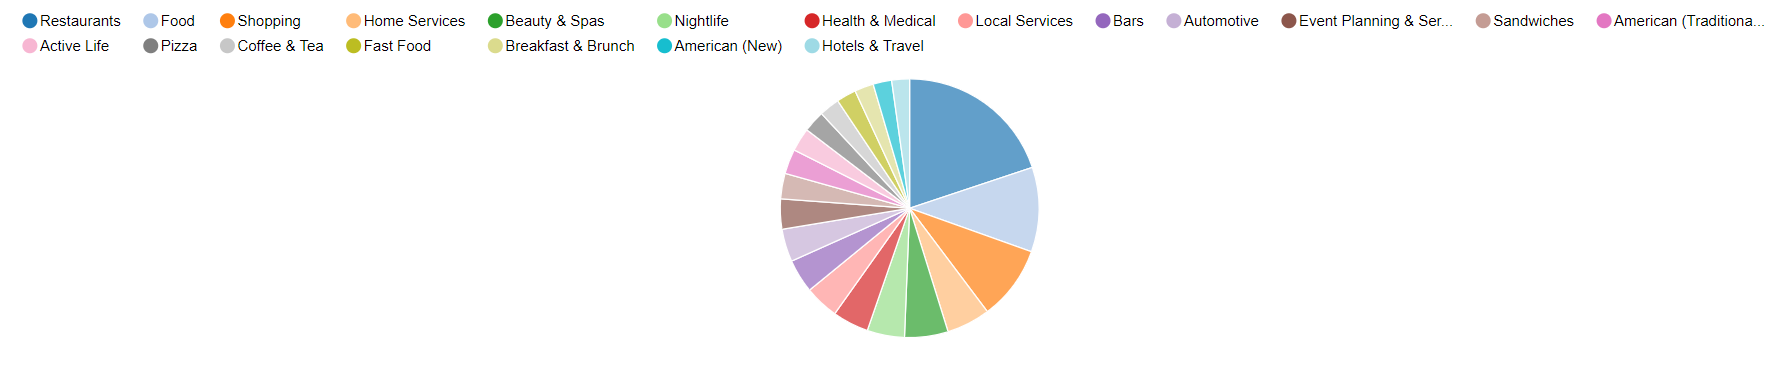 Restaurants Food Shopping Home Services Beauty & Spas Nightlife Health & Medical Local Services Bars Automotive Event Planning & Ser... Sandwiches American (Traditiona...
Active Life Pizza Coffee & Tea Fast Food Breakfast & Brunch American (New) Hotels & Travel